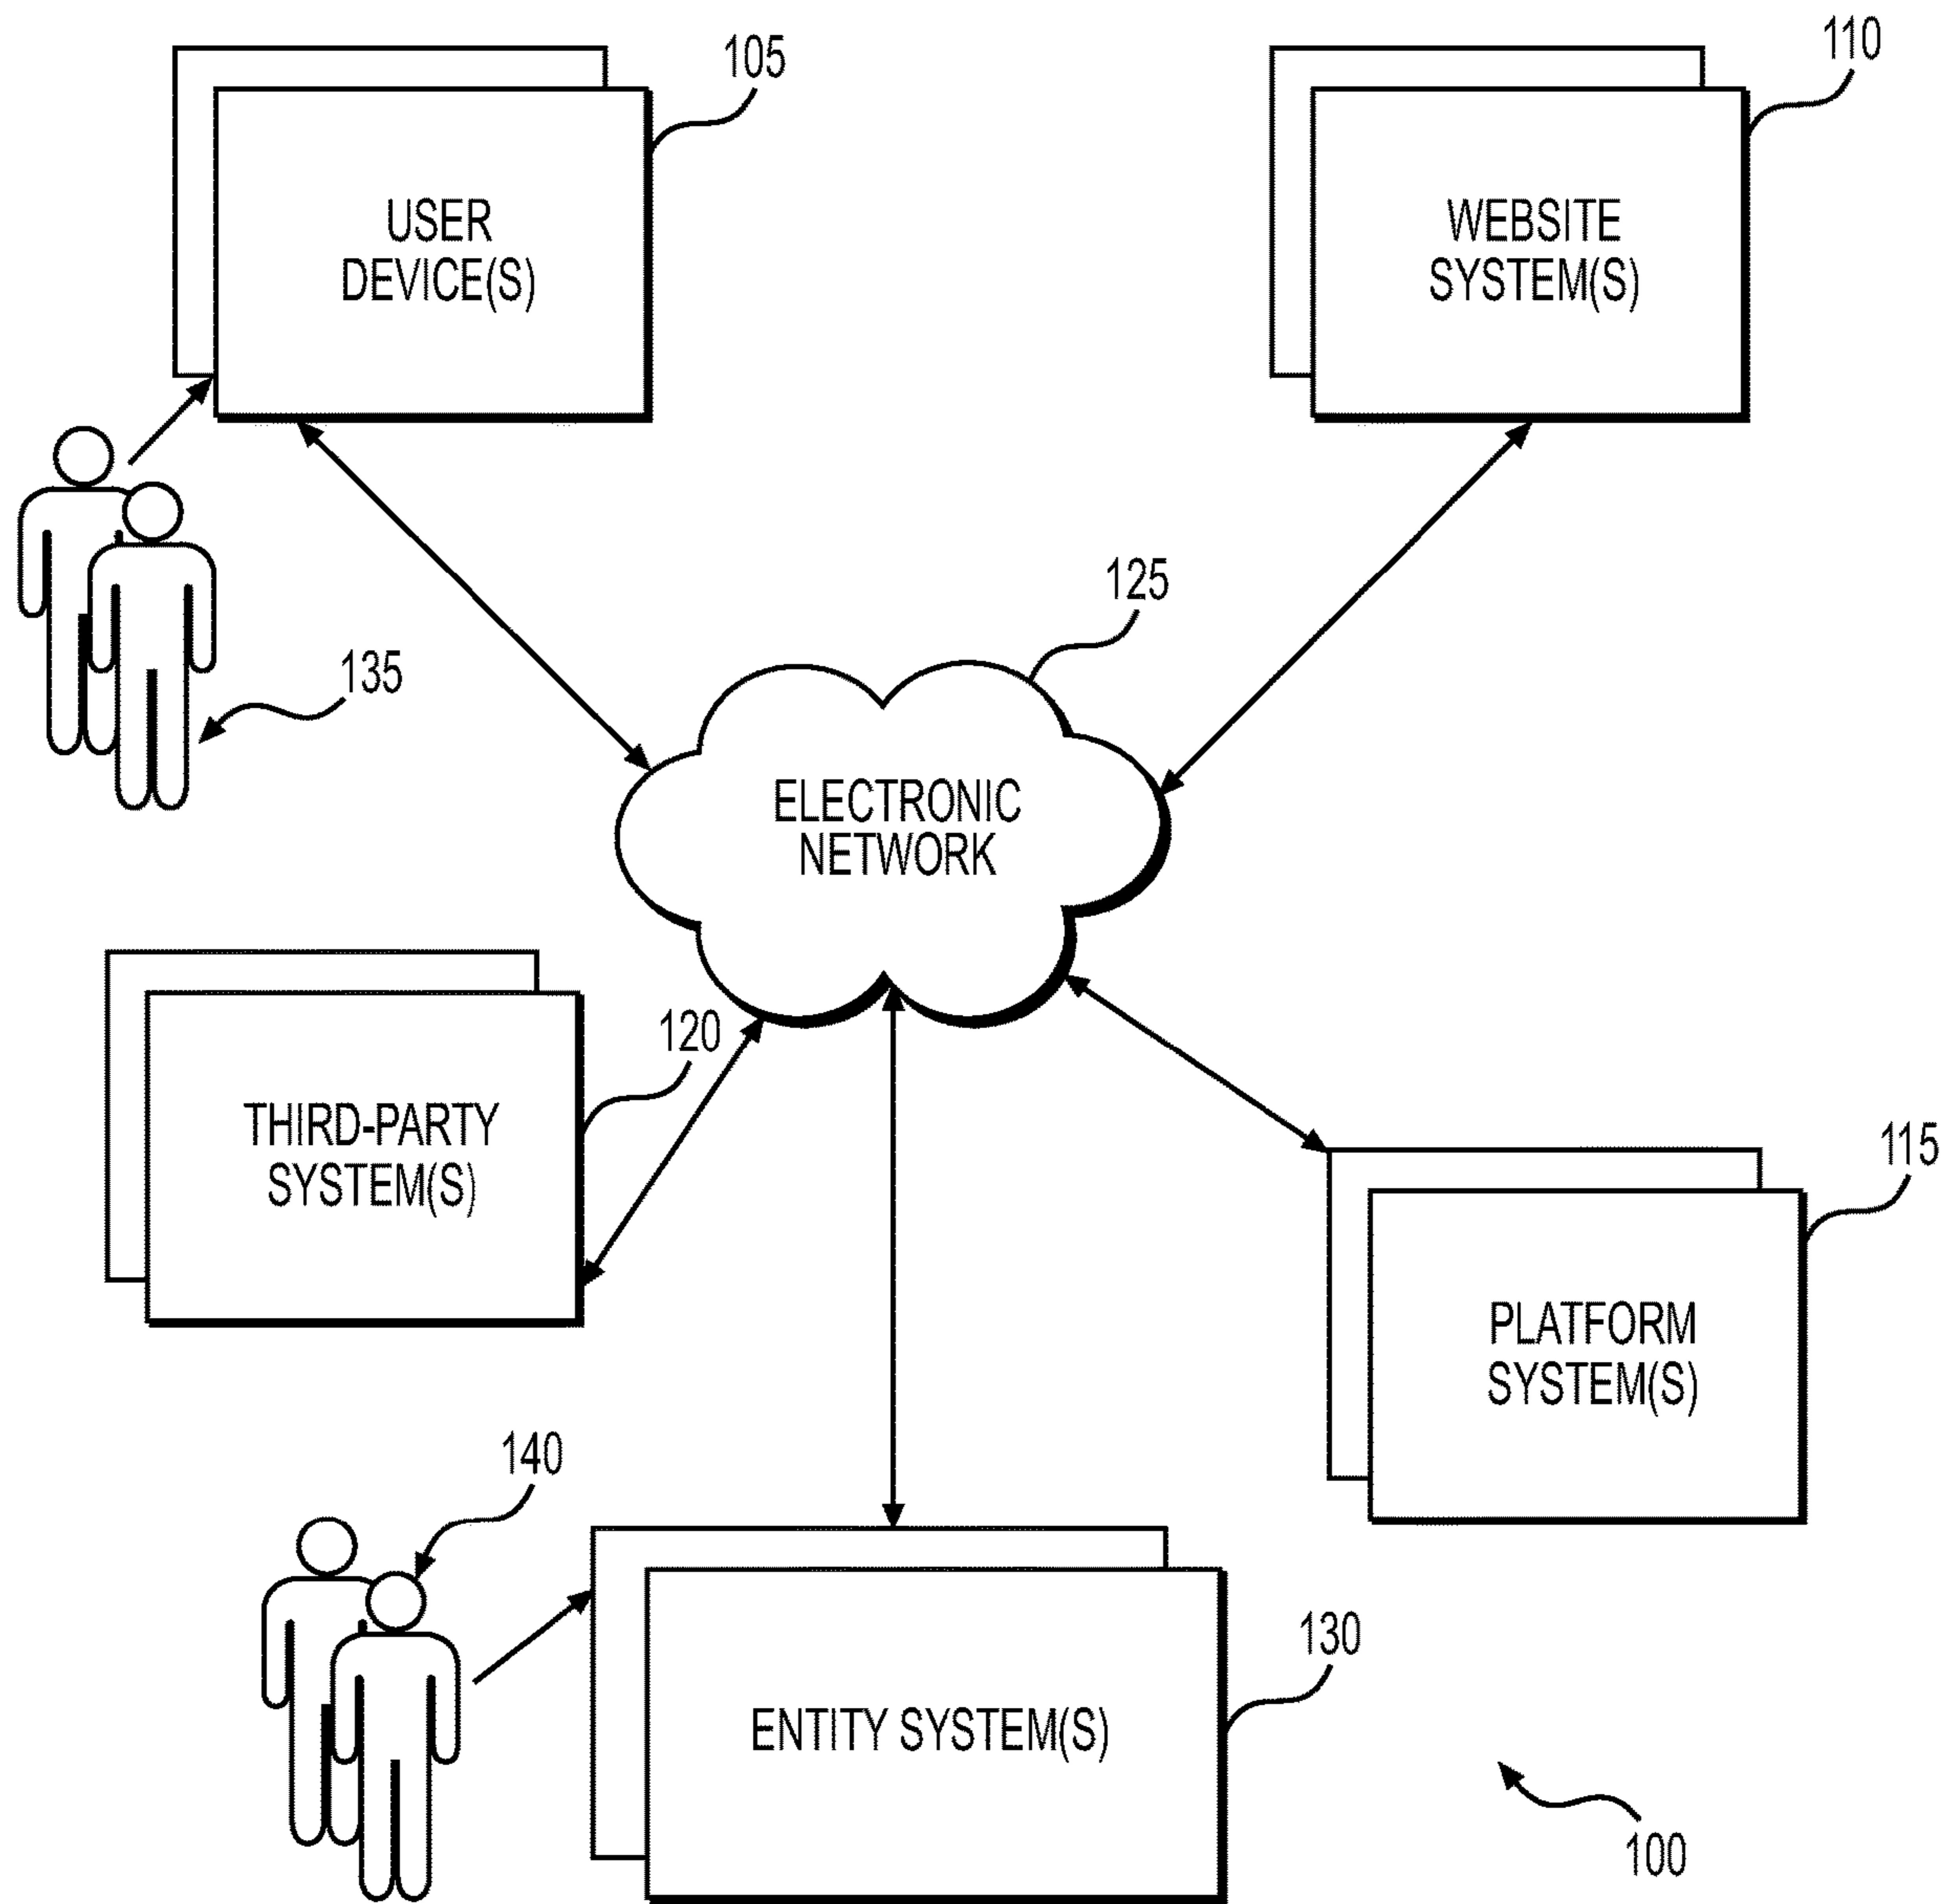 105
110
USER
DEVICE(S)
WEBSITE
SYSTEM(S)
125
135
ELECTRONIC
NETWORK
120
THIRD-PARTY
SYSTEM(S)
115
PLATFORM
SYSTEM(S)
140
130
ENTITY SYSTEM(S)
100